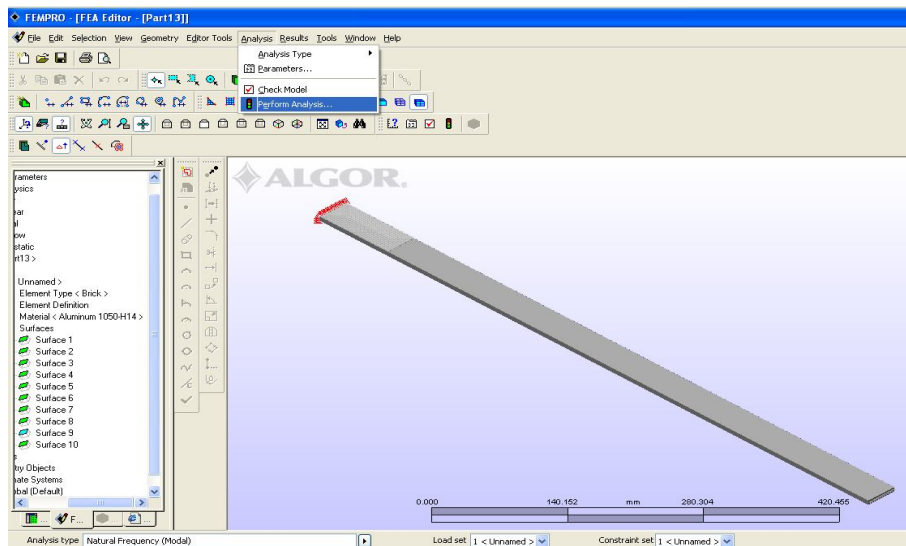 FEMPRO - [FEA Editor - [Part13]]
File Edit Selection View Geometry Editor Tools Analysis Results Tools Window Help
Analysis Type
Parameters...
Check Model
Perform Analysis...
ALGOR.
rameters
ysics
ear
al
ow
static
rt13 >
Unnamed >
Element Type < Brick >
Element Definition
Material < Aluminum 1050-H14 >
Surfaces
Surface 1
Surface 2
Surface 3
Surface 4
Surface 5
Surface 6
Surface 7
Surface 8
Surface 9
Surface 10
s
try Objects
nate Systems
bal (Default)
F...
0.000 140.152 mm 280.304 420.455
Analysis type Natural Frequency (Modal) Load set 1 < Unnamed > Constraint set 1 < Unnamed >